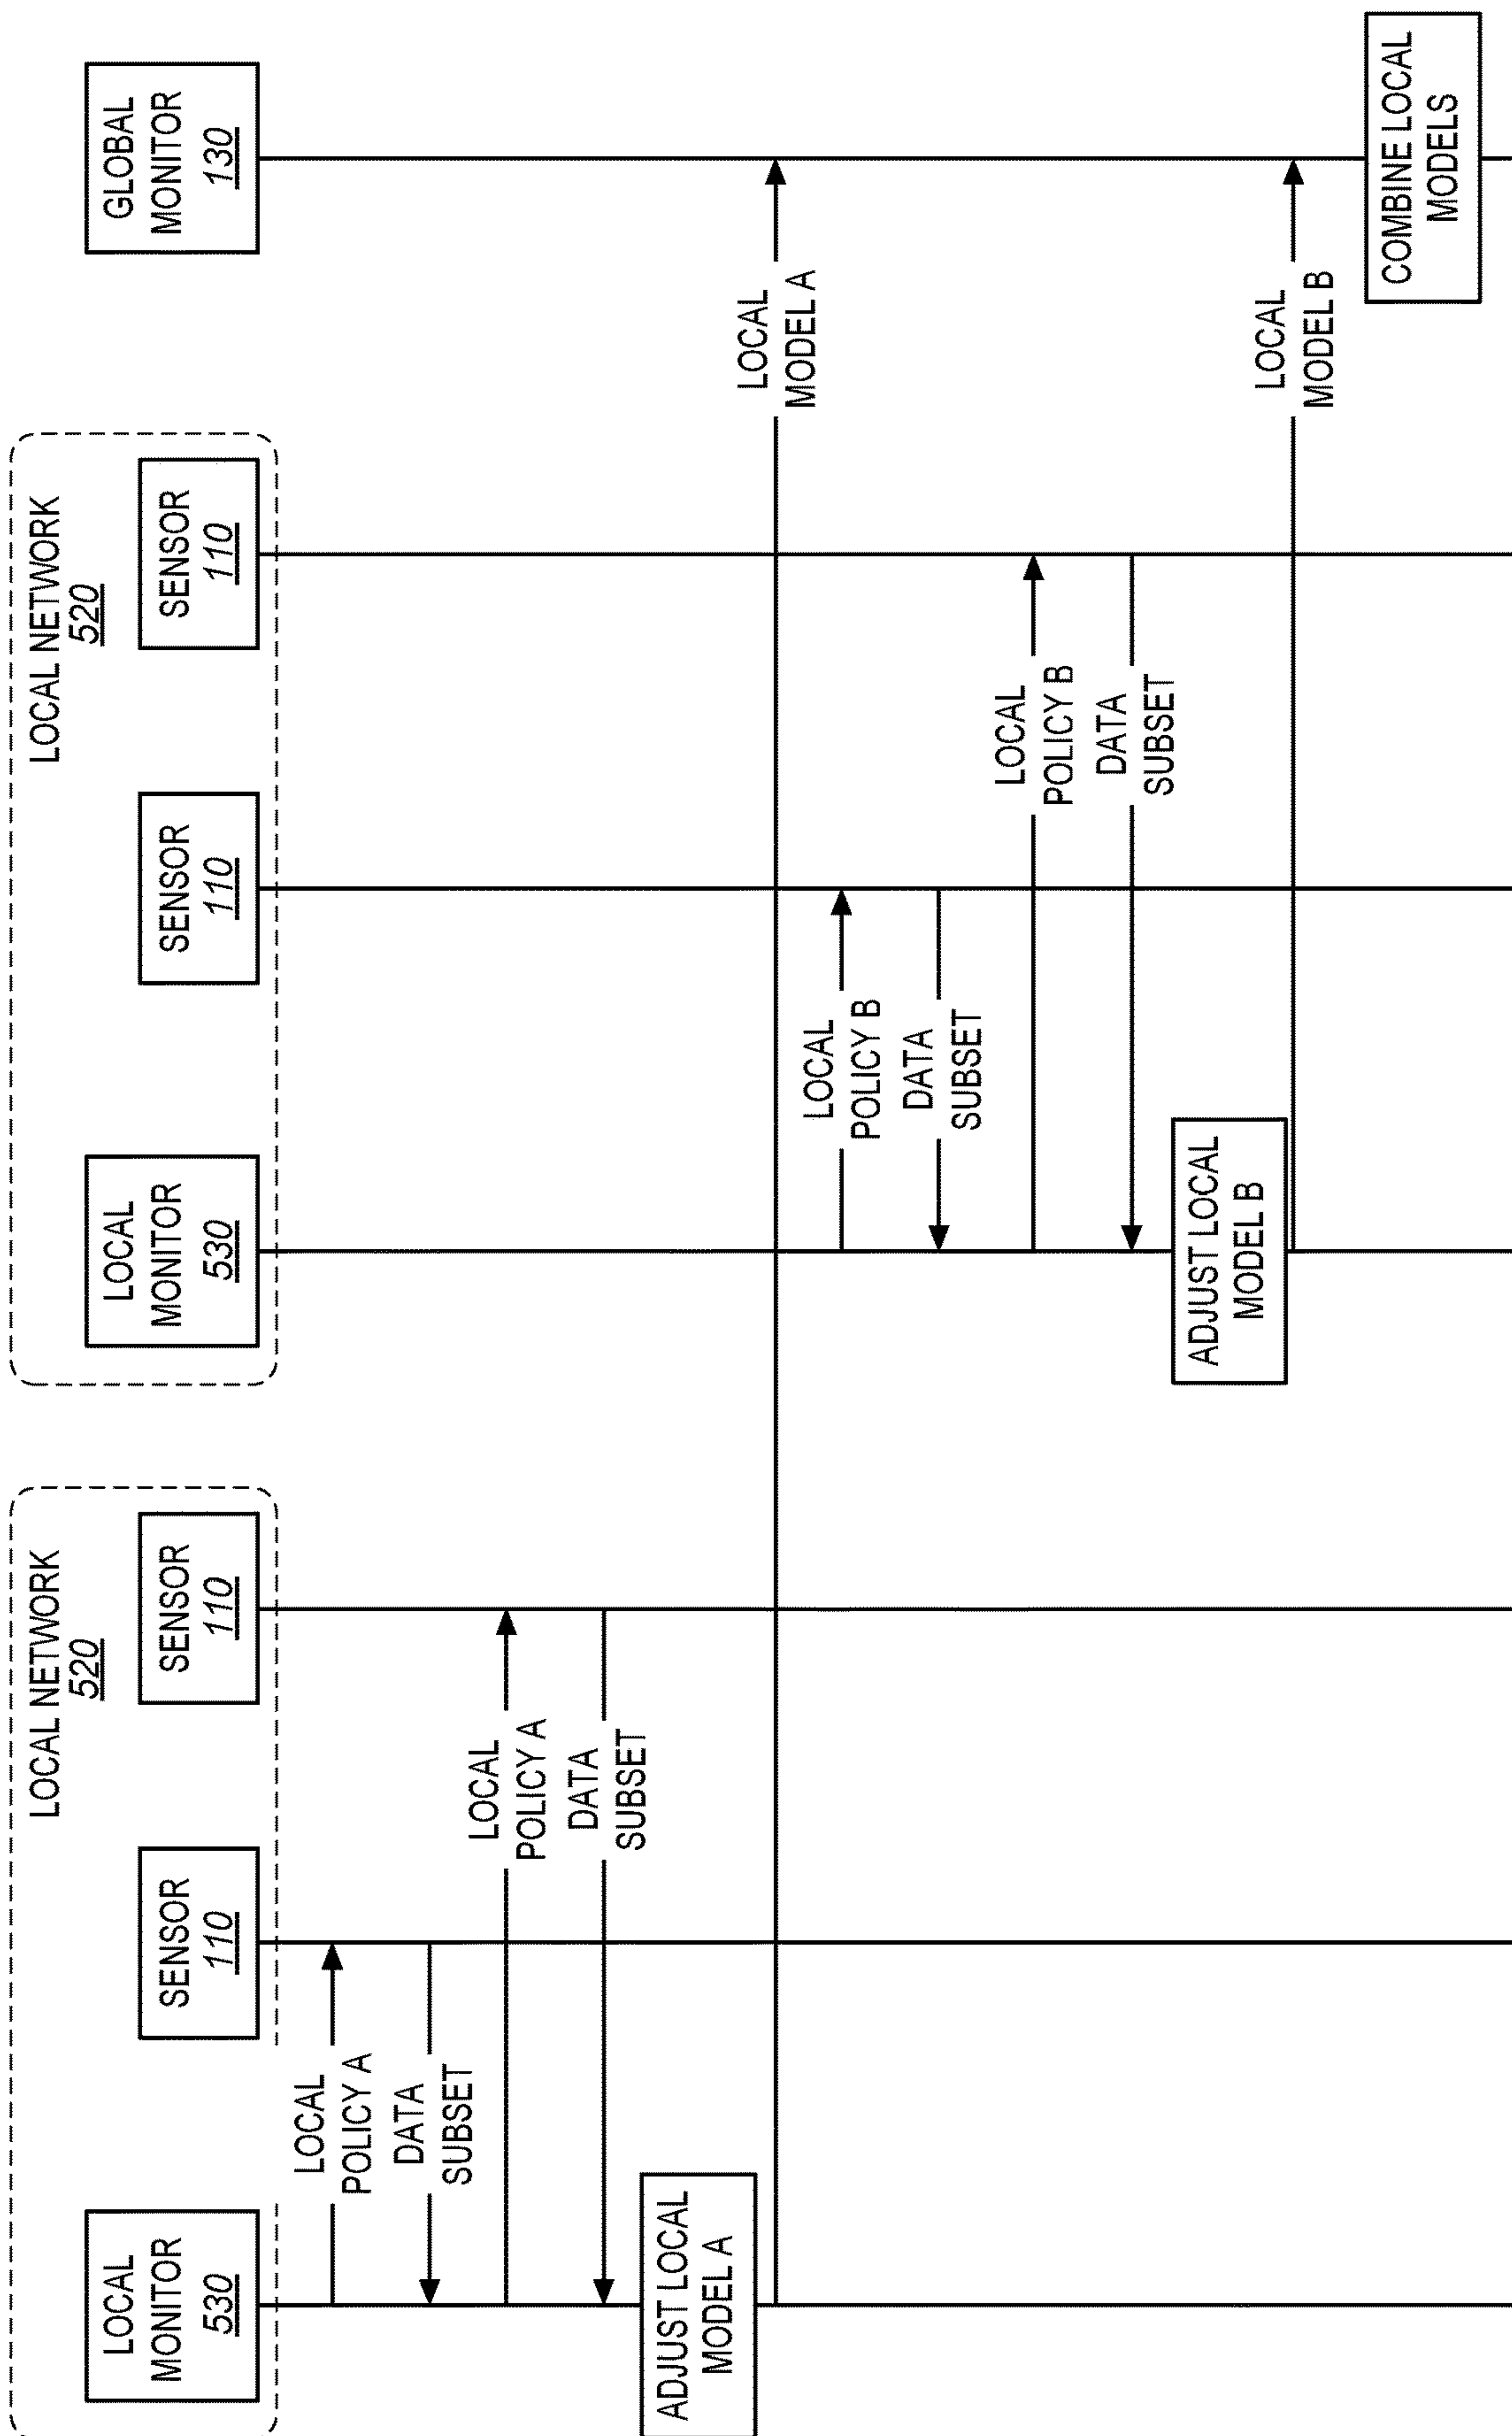 LOCAL NETWORK
520
LOCAL
MONITOR
530
SENSOR
110
SENSOR
110
LOCAL NETWORK
520
LOCAL
MONITOR
530
SENSOR
110
SENSOR
110
GLOBAL
MONITOR
130
LOCAL
POLICY A
DATA
SUBSET
LOCAL
POLICY A
DATA
SUBSET
ADJUST LOCAL
MODEL A
LOCAL
MODEL A
LOCAL
POLICY B
DATA
SUBSET
LOCAL
POLICY B
DATA
SUBSET
ADJUST LOCAL
MODEL B
LOCAL
MODEL B
COMBINE LOCAL
MODELS